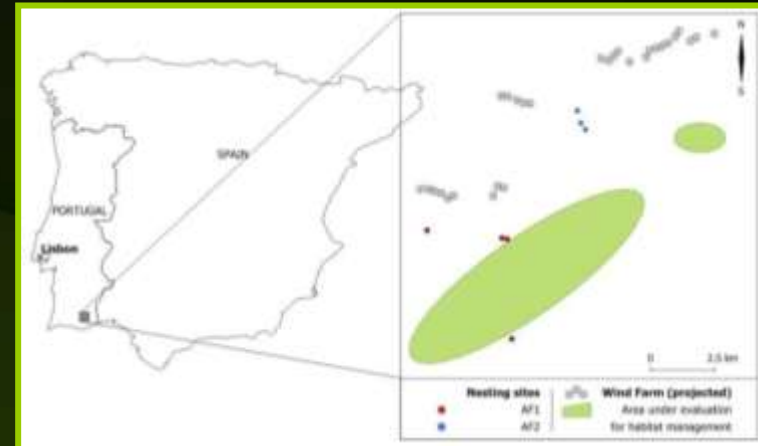 SPAIN
PORTUGAL
Lisbon
N
S
0 2,5 km
Nesting sites
AF1
AF2
Wind Farm (projected)
Area under evaluation
for habitat management